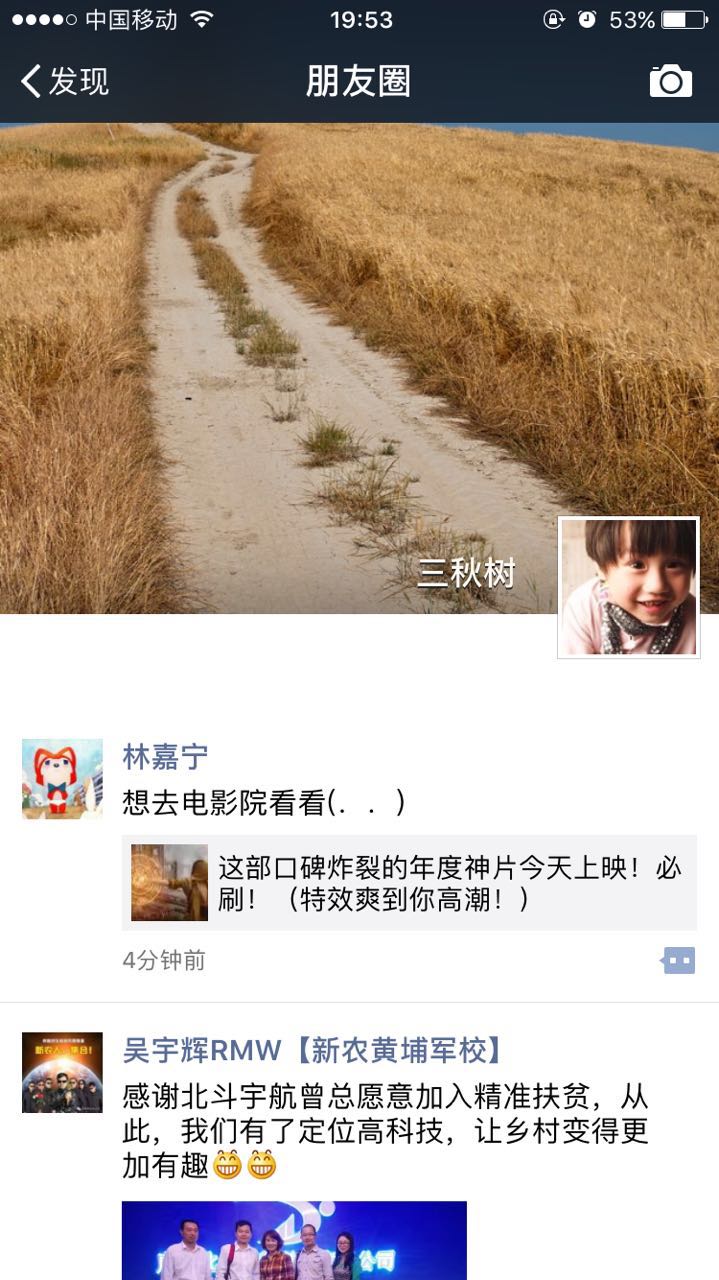 中国移动 19:53 53%
发现 朋友圈
三秋树
林嘉宁
想去电影院看看(．．)
这部口碑炸裂的年度神片今天上映！必
刷！（特效爽到你高潮！）
4分钟前
吴宇辉RMW【新农黄埔军校】
感谢北斗宇航曾总愿意加入精准扶贫，从
此，我们有了定位高科技，让乡村变得更
加有趣😁😁
公司